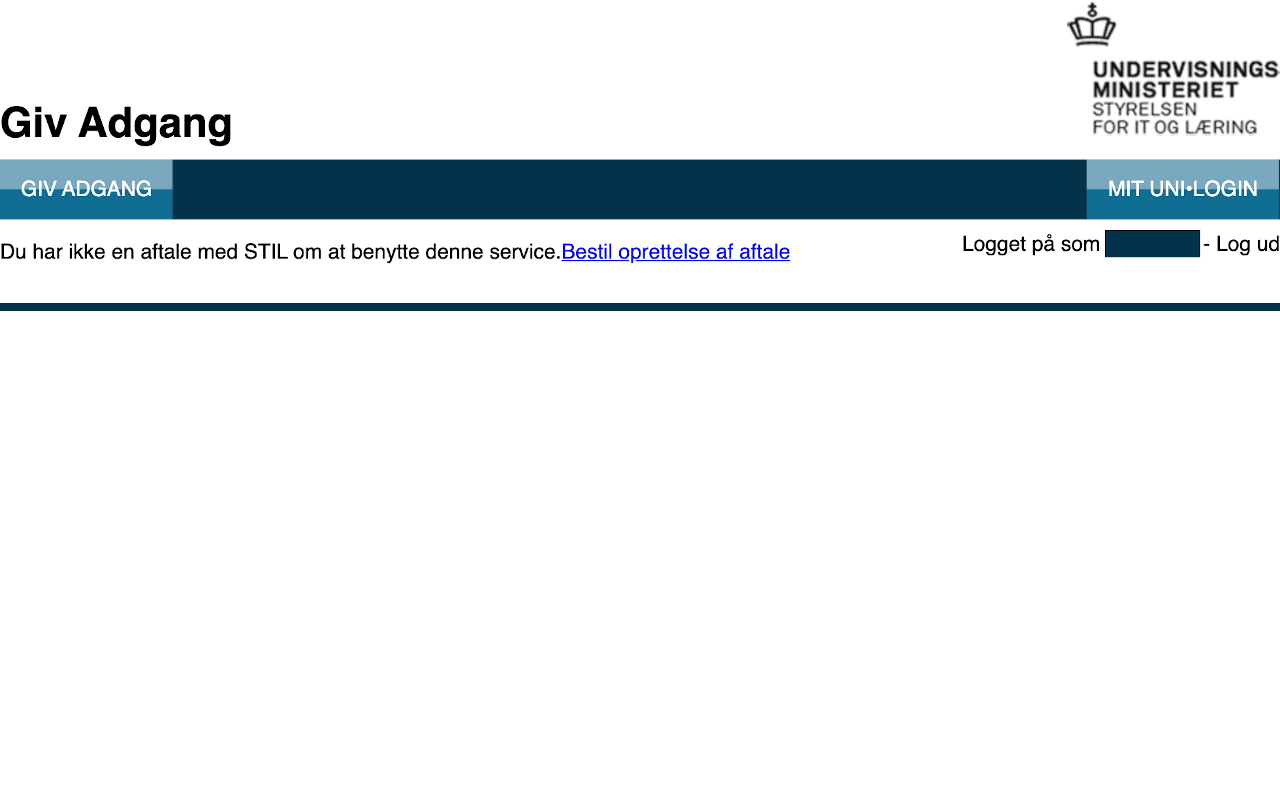 UNDERVISNINGS
MINISTERIET
STYRELSEN
FOR IT OG LÆRING
Giv Adgang
GIV ADGANG
MIT UNI•LOGIN
Du har ikke en aftale med STIL om at benytte denne service.Bestil oprettelse af aftale
Logget på som - Log ud